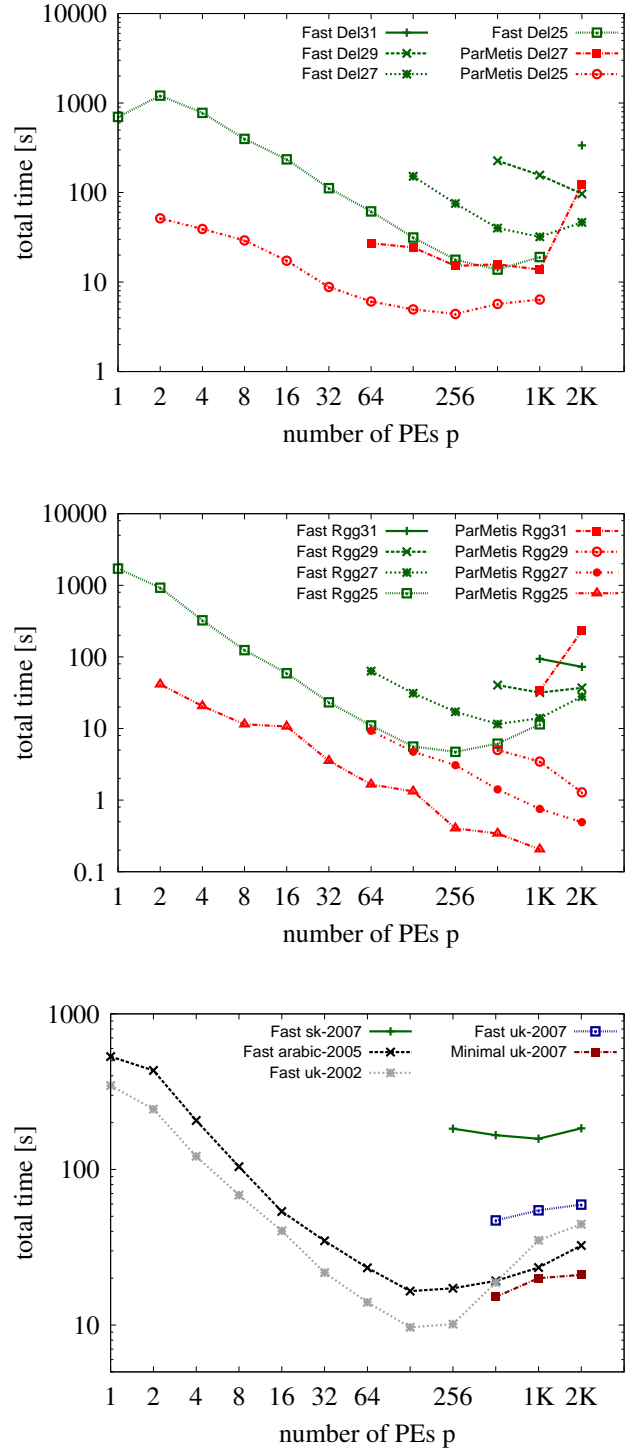 10000
1000
100
10
1
total time [s]
Fast Del31
Fast Del29
Fast Del27
Fast Del25
ParMetis Del27
ParMetis Del25
1 2 4 8 16 32 64 256 1K 2K
number of PEs p
10000
1000
100
10
1
0.1
total time [s]
Fast Rgg31
Fast Rgg29
Fast Rgg27
Fast Rgg25
ParMetis Rgg31
ParMetis Rgg29
ParMetis Rgg27
ParMetis Rgg25
1 2 4 8 16 32 64 256 1K 2K
number of PEs p
1000
100
10
total time [s]
Fast sk-2007
Fast arabic-2005
Fast uk-2002
Fast uk-2007
Minimal uk-2007
1 2 4 8 16 32 64 256 1K 2K
number of PEs p